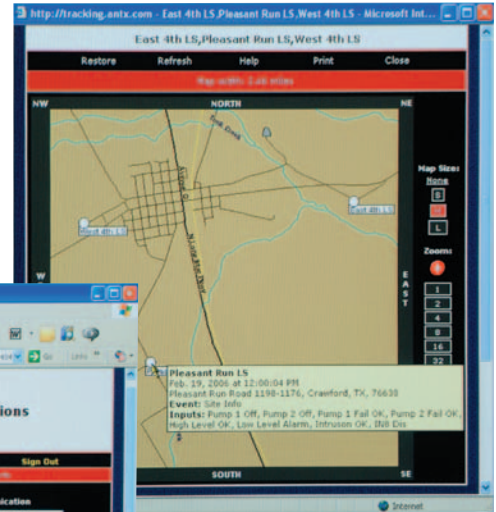 http://tracking.antx.com - East 4th LS,Pleasant Run LS,West 4th LS - Microsoft Int...
East 4th LS,Pleasant Run LS,West 4th LS
Restore Refresh Help Print Close
NW NORTH NE
Map Size:
None
S
L
East 4th LS
West 4th LS
Zoom:
1
2
4
8
16
32
EAST
Pleasant Run LS
Feb. 19, 2006 at 12:00:04 PM
Pleasant Run Road 1198-1176, Crawford, TX, 76638
Event: Site Info
Inputs: Pump 1 Off, Pump 2 Off, Pump 1 Fail OK, Pump 2 Fail OK,
High Level OK, Low Level Alarm, Intruson OK, IN8 Dis
SOUTH SE
Internet
W
Go Links
ions
Sign Out
ication